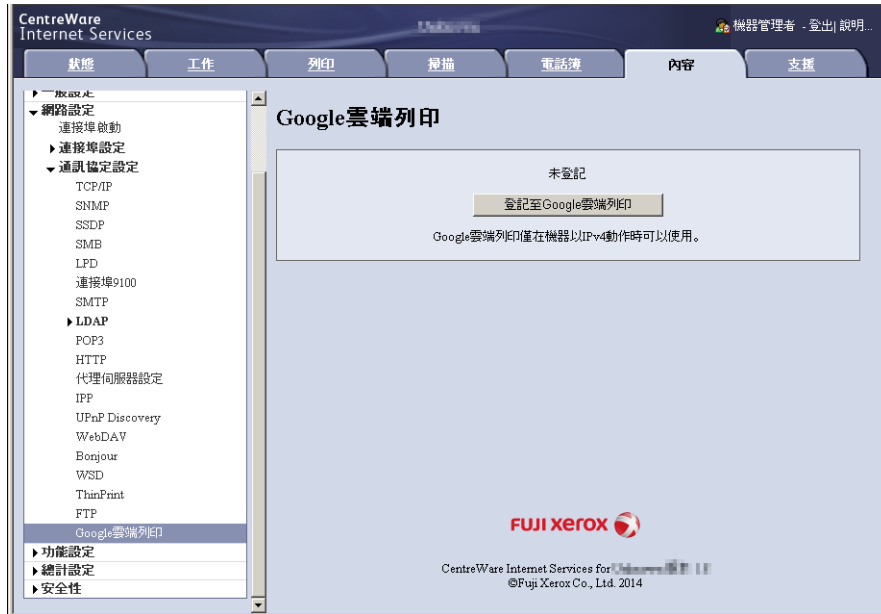 CentreWare
Internet Services
機器管理者 - 登出| 說明...
狀態
工作
列印
掃描
電話簿
內容
支援
一般設定
網路設定
連接埠啟動
連接埠設定
通訊協定設定
TCP/IP
SNMP
SSDP
SMB
LPD
連接埠9100
SMTP
LDAP
POP3
HTTP
代理伺服器設定
IPP
UPnP Discovery
WebDAV
Bonjour
WSD
ThinPrint
FTP
Google雲端列印
功能設定
總計設定
安全性
Google雲端列印
未登記
登記至Google雲端列印
Google雲端列印僅在機器以IPv4動作時可以使用。
FUJI xerox
CentreWare Internet Services for
©Fuji Xerox Co., Ltd. 2014